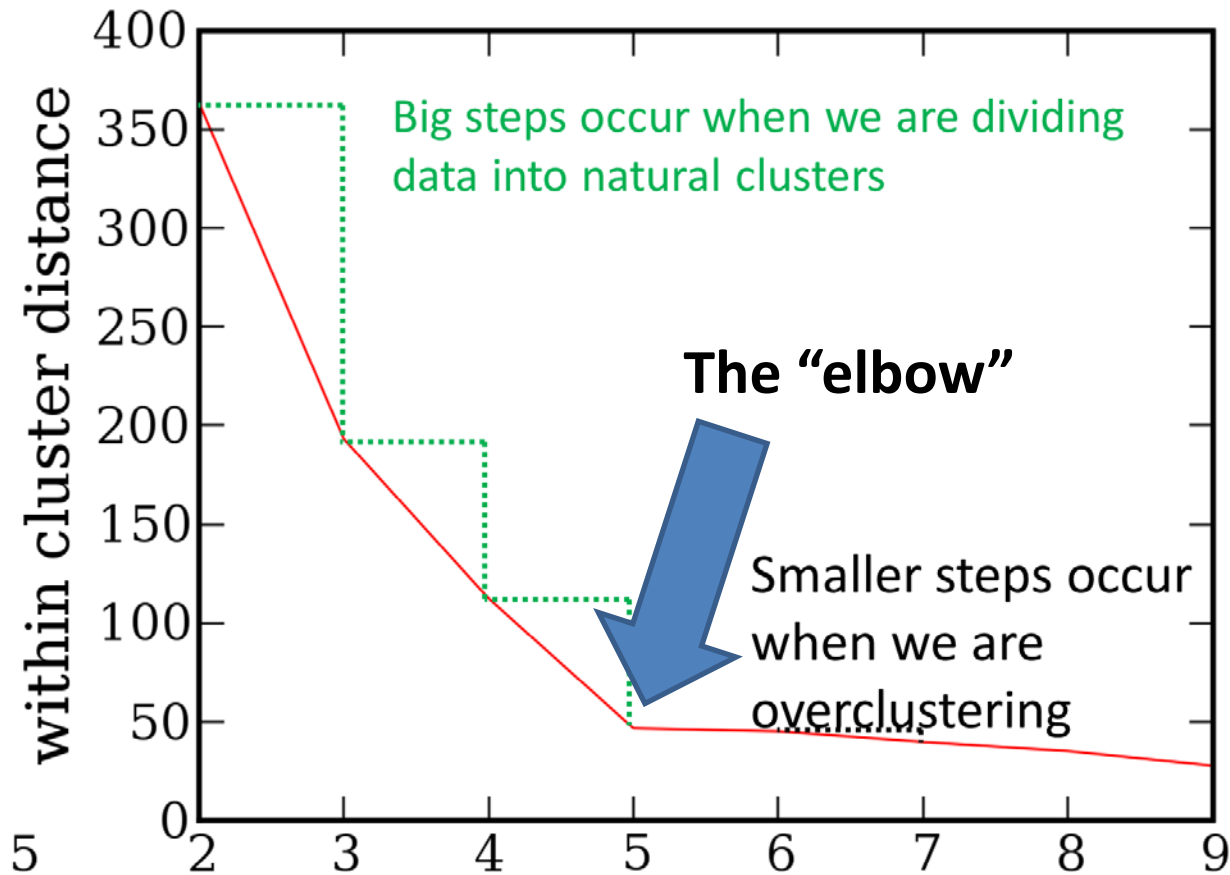 within cluster distance
400
350
300
250
200
150
100
50
0
Big steps occur when we are dividing
data into natural clusters
The “elbow”
Smaller steps occur
when we are
overclustering
5
2 3 4 5 6 7 8 9